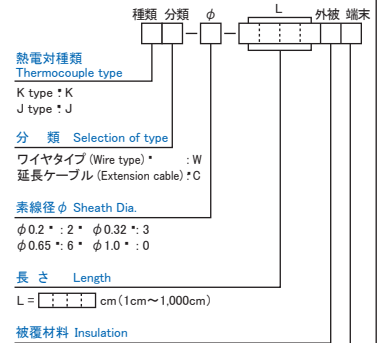 種類 分類 φ L 外被 端末
熱電対種類
Thermocouple type
K type : K
J type : J
分 類 Selection of type
ワイヤタイプ (Wire type) : W
延長ケーブル (Extension cable) : C
素線径φ Sheath Dia.
φ0.2 : 2 φ0.32 : 3
φ0.65 : 6 φ1.0 : 0
長 さ Length
L = cm(1cm〜1,000cm)
被覆材料 Insulation